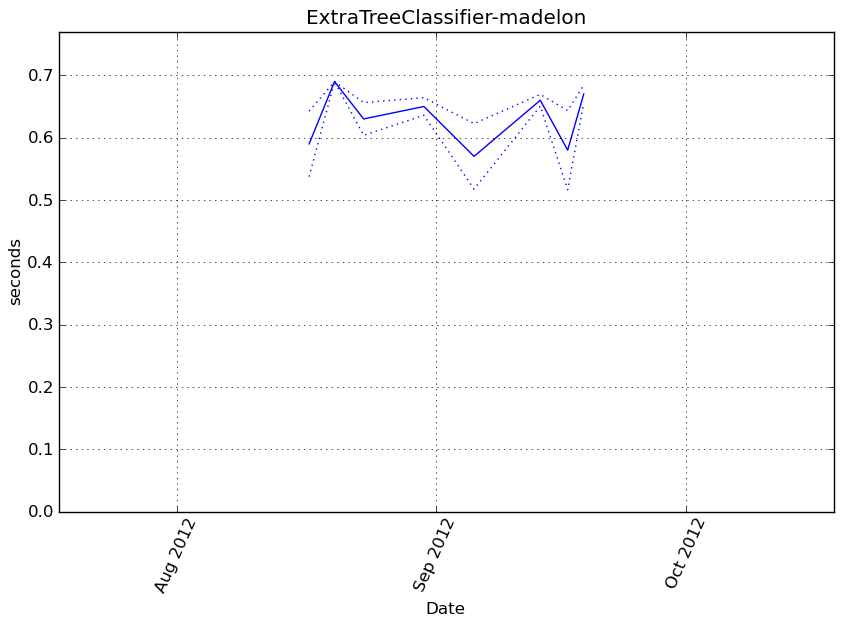 ExtraTreeClassifier-madelon
0.7
0.6
0.5
0.4
0.3
0.2
0.1
0.0
seconds
Aug 2012
Sep 2012
Oct 2012
Date